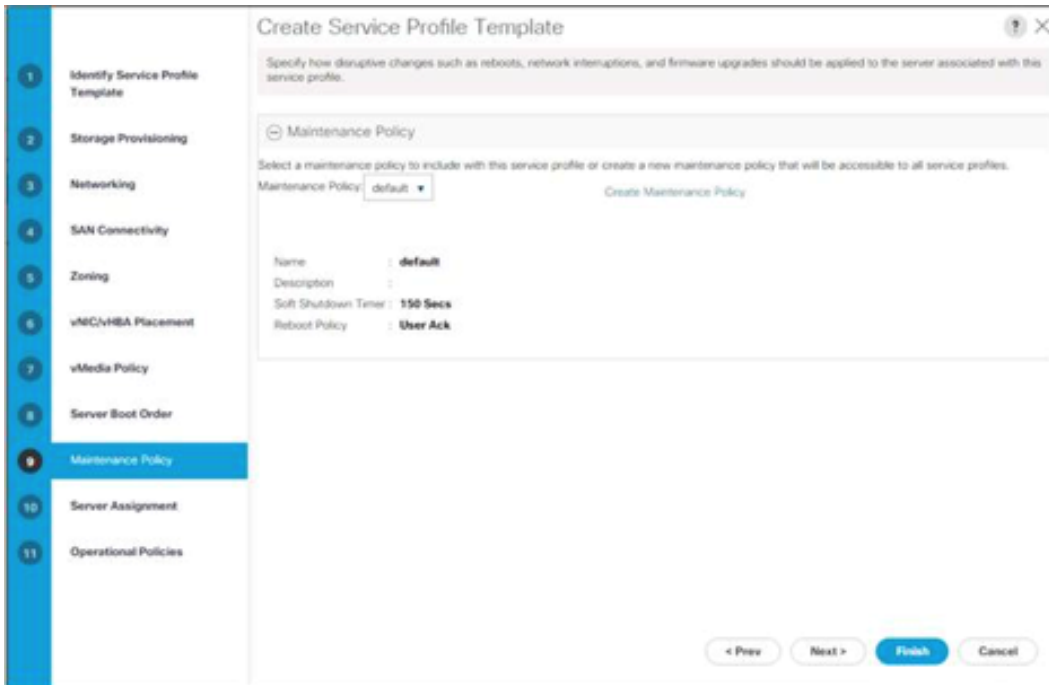 Create Service Profile Template
?
Specify how disruptive changes such as reboots, network interruptions, and firmware upgrades should be applied to the server associated with this
service profile.
1 Identify Service Profile
Template
2 Storage Provisioning
3 Networking
4 SAN Connectivity
5 Zoning
6 vNIC/vHBA Placement
7 vMedia Policy
8 Server Boot Order
9 Maintenance Policy
10 Server Assignment
11 Operational Policies
Maintenance Policy
Select a maintenance policy to include with this service profile or create a new maintenance policy that will be accessible to all service profiles.
Maintenance Policy: default Create Maintenance Policy
Name : default
Description :
Soft Shutdown Timer : 150 Secs
Reboot Policy : User Ack
< Prev Next > Finish Cancel